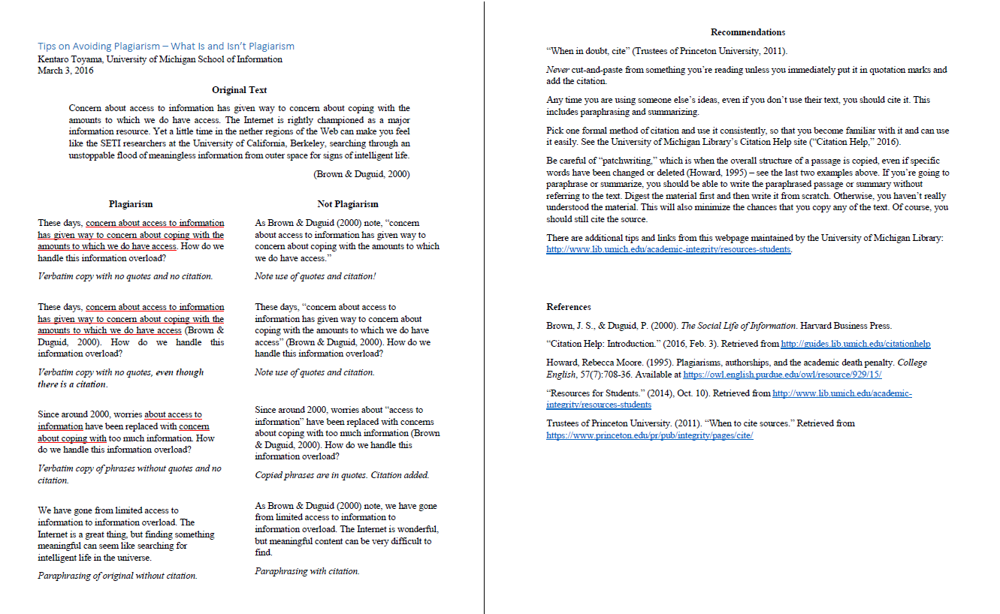 Tips on Avoiding Plagiarism – What Is and Isn't Plagiarism
Kentaro Toyama, University of Michigan School of Information
March 3, 2016
Original Text
Concern about access to information has given way to concern about coping with the
amounts to which we do have access. The Internet is rightly championed as a major
information resource. Yet a little time in the nether regions of the Web can make you feel
like the SETI researchers at the University of California, Berkeley, searching through an
unstoppable flood of meaningless information from outer space for signs of intelligent life.
(Brown & Duguid, 2000)
Plagiarism
These days, concern about access to information
has given way to concern about coping with the
amounts to which we do have access. How do we
handle this information overload?
Verbatim copy with no quotes and no citation.
These days, concern about access to information
has given way to concern about coping with the
amounts to which we do have access (Brown &
Duguid, 2000). How do we handle this
information overload?
Verbatim copy with no quotes, even though
there is a citation.
Since around 2000, worries about access to
information have been replaced with concern
about coping with too much information. How
do we handle this information overload?
Verbatim copy of phrases without quotes and no
citation.
We have gone from limited access to
information to information overload. The
Internet is a great thing, but finding something
meaningful can seem like searching for
intelligent life in the universe.
Paraphrasing of original without citation.
Not Plagiarism
As Brown & Duguid (2000) note, “concern
about access to information has given way to
concern about coping with the amounts to which
we do have access.”
Note use of quotes and citation!
These days, “concern about access to
information has given way to concern about
coping with the amounts to which we do have
access” (Brown & Duguid, 2000). How do we
handle this information overload?
Note use of quotes and citation.
Since around 2000, worries about “access to
information” have been replaced with concerns
about coping with too much information (Brown
& Duguid, 2000). How do we handle this
information overload?
Copied phrases are in quotes. Citation added.
As Brown & Duguid (2000) note, we have gone
from limited access to information to
information overload. The Internet is wonderful,
but meaningful content can be very difficult to
find.
Paraphrasing with citation.
Recommendations
“When in doubt, cite” (Trustees of Princeton University, 2011).
Never cut-and-paste from something you're reading unless you immediately put it in quotation marks and
add the citation.
Any time you are using someone else's ideas, even if you don't use their text, you should cite it. This
includes paraphrasing and summarizing.
Pick one formal method of citation and use it consistently, so that you become familiar with it and can use
it easily. See the University of Michigan Library's Citation Help site (“Citation Help,” 2016).
Be careful of “patchwriting,” which is when the overall structure of a passage is copied, even if specific
words have been changed or deleted (Howard, 1995) – see the last two examples above. If you're going to
paraphrase or summarize, you should be able to write the paraphrased passage or summary without
referring to the text. Digest the material first and then write it from scratch. Otherwise, you haven't really
understood the material. This will also minimize the chances that you copy any of the text. Of course, you
should still cite the source.
There are additional tips and links from this webpage maintained by the University of Michigan Library:
http://www.lib.umich.edu/academic-integrity/resources-students.
References
Brown, J. S., & Duguid, P. (2000). The Social Life of Information. Harvard Business Press.
“Citation Help: Introduction.” (2016, Feb. 3). Retrieved from http://guides.lib.umich.edu/citationhelp
Howard, Rebecca Moore. (1995). Plagiarisms, authorships, and the academic death penalty. College
English, 57(7):708-36. Available at https://owl.english.purdue.edu/owl/resource/929/15/
“Resources for Students.” (2014), Oct. 10). Retrieved from http://www.lib.umich.edu/academic-
integrity/resources-students
Trustees of Princeton University. (2011). “When to cite sources.” Retrieved from
https://www.princeton.edu/pr/pub/integrity/pages/cite/